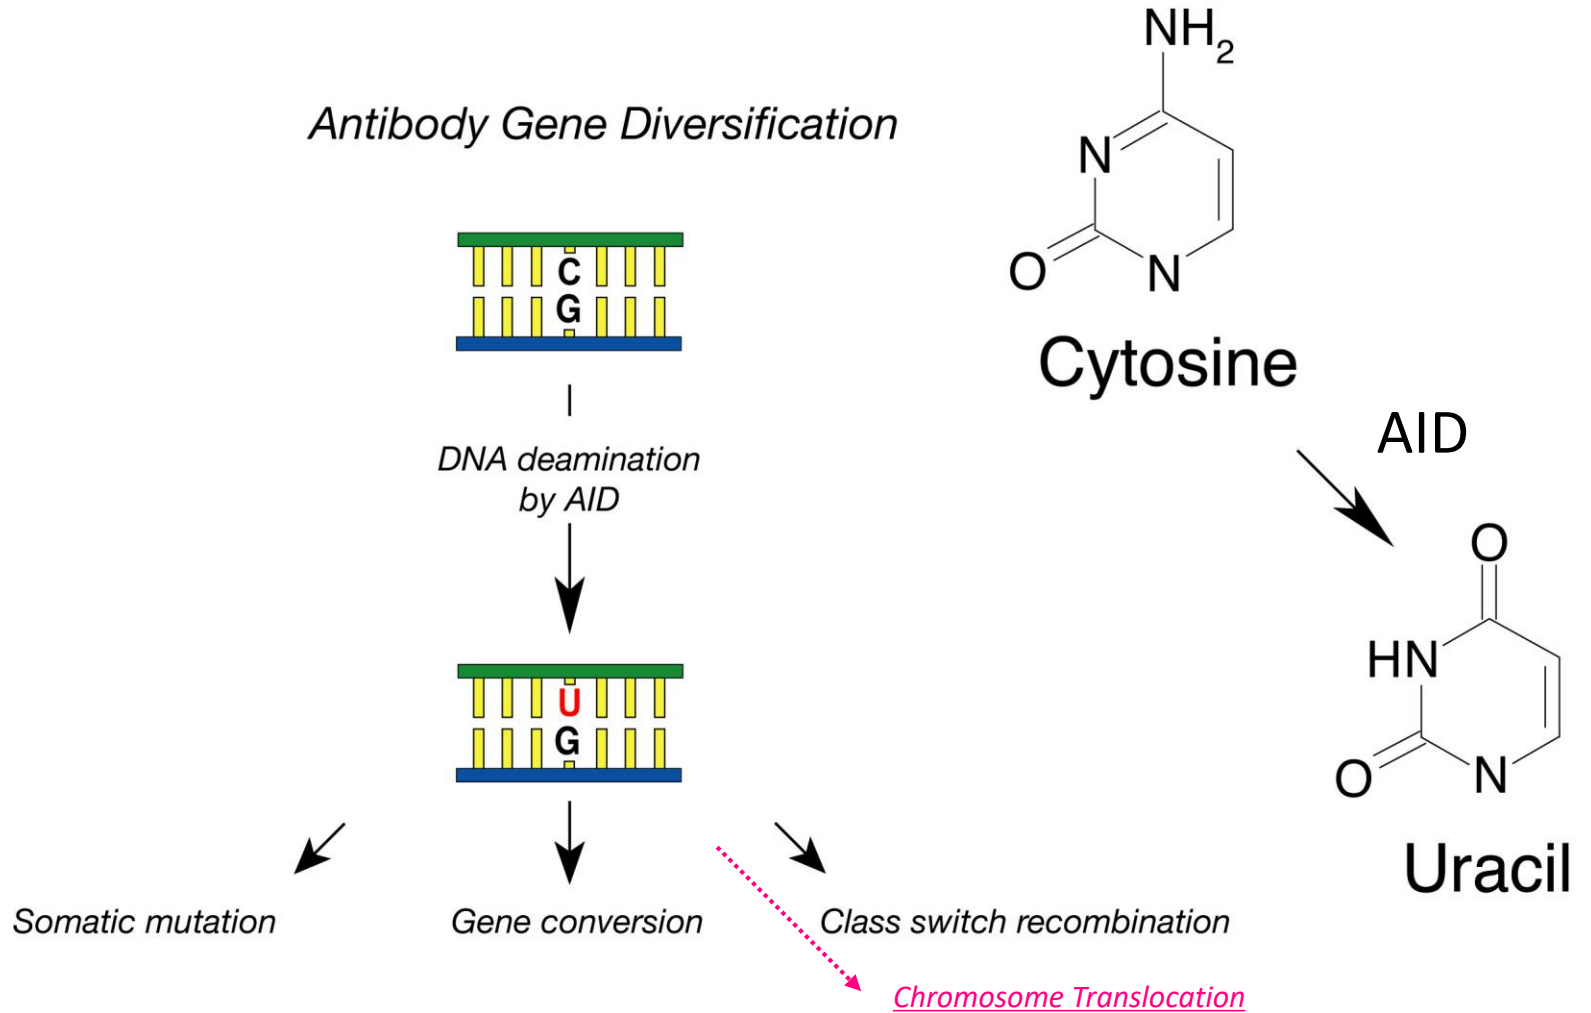 Antibody Gene Diversification
C
G
DNA deamination
by AID
U
G
Somatic mutation
Gene conversion
Class switch recombination
Chromosome Translocation
NH2
N
O
N
Cytosine
AID
O
HN
O
N
Uracil